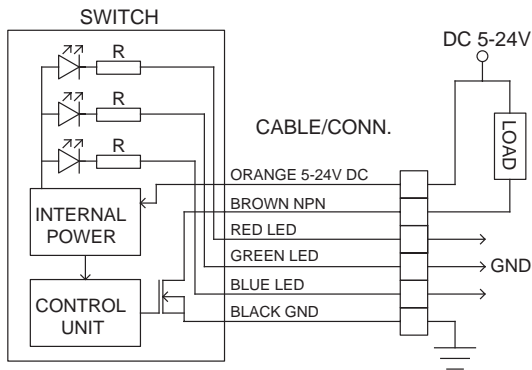 SWITCH
DC 5-24V
R
R
R
CABLE/CONN.
LOAD
ORANGE 5-24V DC
BROWN NPN
RED LED
GREEN LED
GND
BLUE LED
BLACK GND
INTERNAL
POWER
CONTROL
UNIT